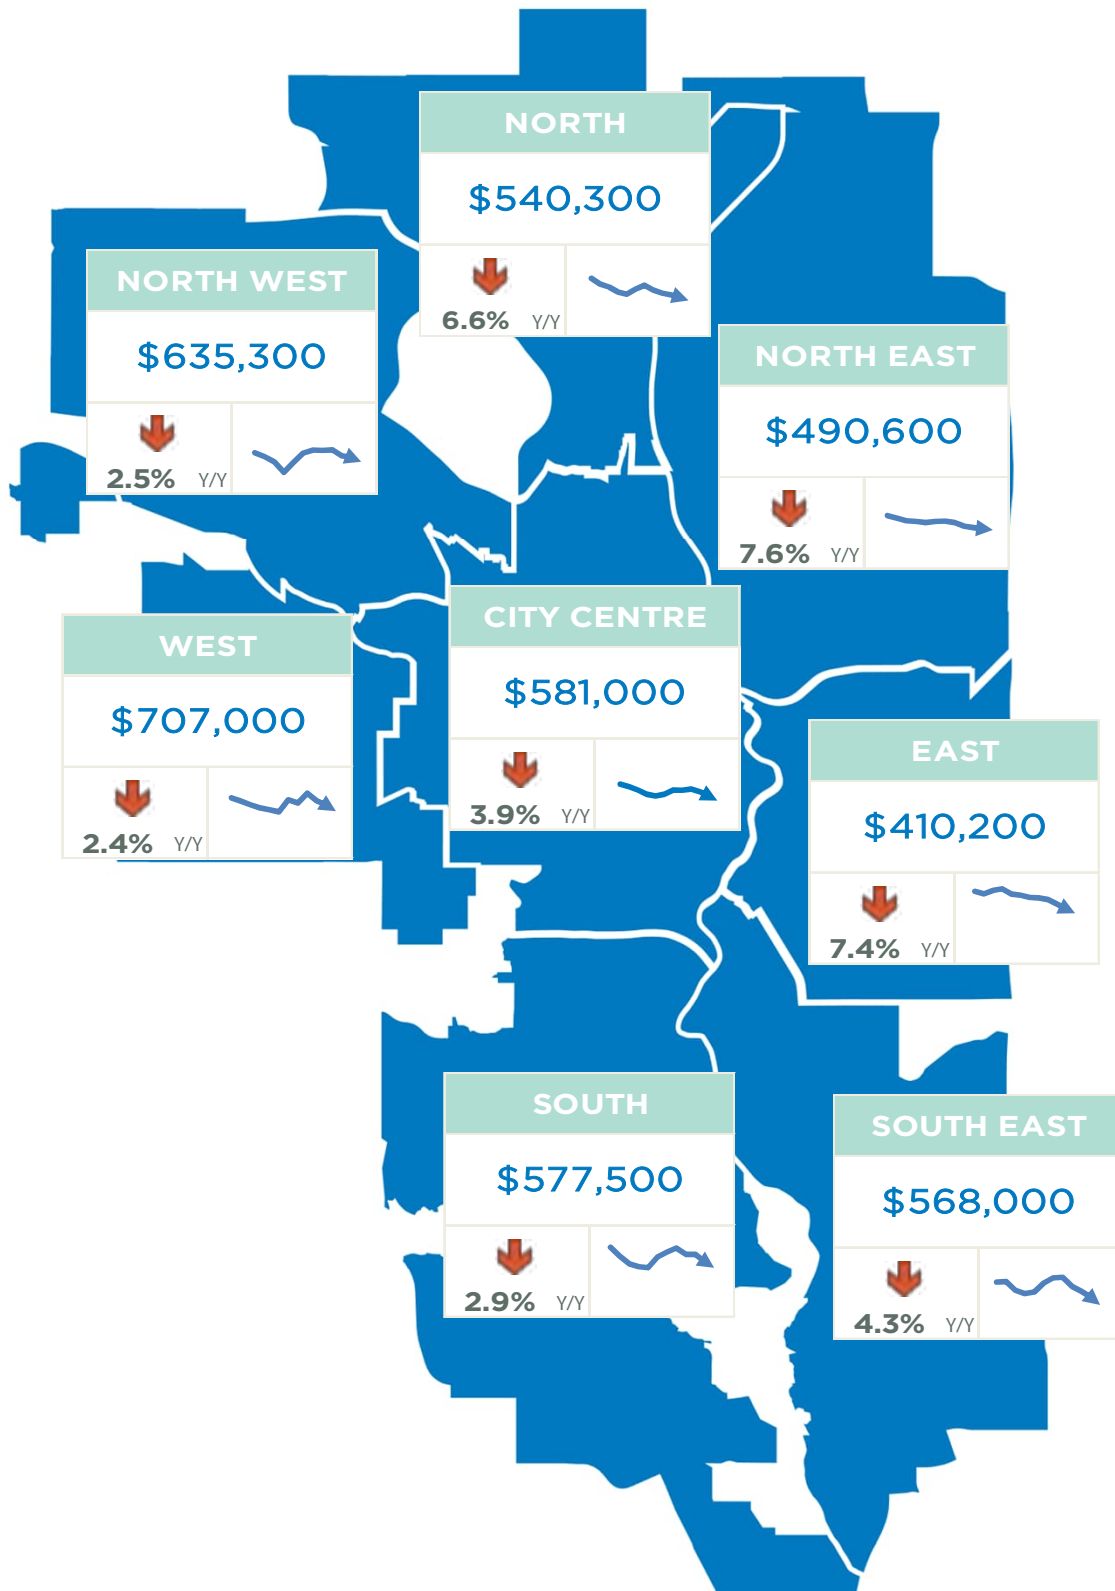 NORTH
$540,300
6.6% Y/Y
NORTH WEST
$635,300
2.5% Y/Y
NORTH EAST
$490,600
7.6% Y/Y
CITY CENTRE
$581,000
3.9% Y/Y
WEST
$707,000
2.4% Y/Y
EAST
$410,200
7.4% Y/Y
SOUTH
$577,500
2.9% Y/Y
SOUTH EAST
$568,000
4.3% Y/Y